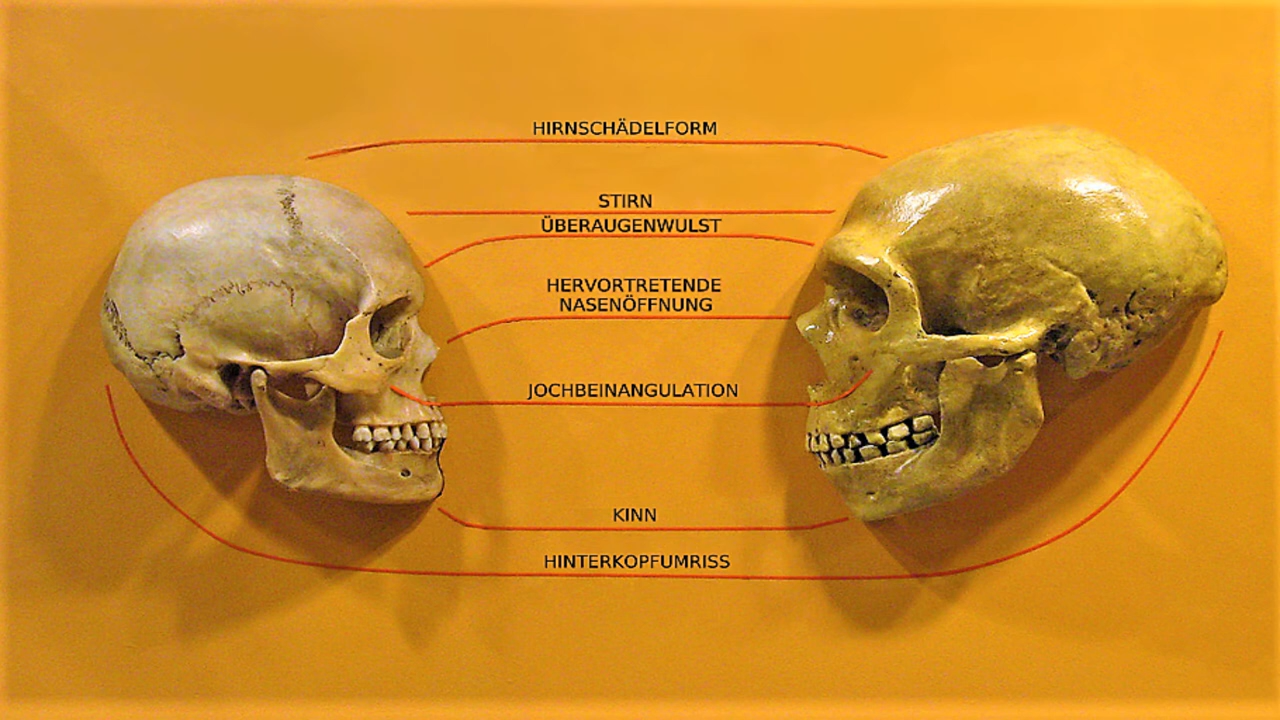 HIRNSCHÄDELFORM
STIRN
ÜBERAUGENWULST
HERVORTRETENDE
NASENÖFFNUNG
JOCHBEINANGULATION
KINN
HINTERKOPFUMRISS